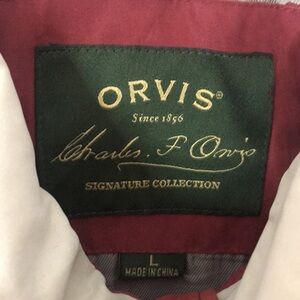 ORVIS®
Since 1856
Charles. F. Orvis
SIGNATURE COLLECTION
L
MADE IN CHINA